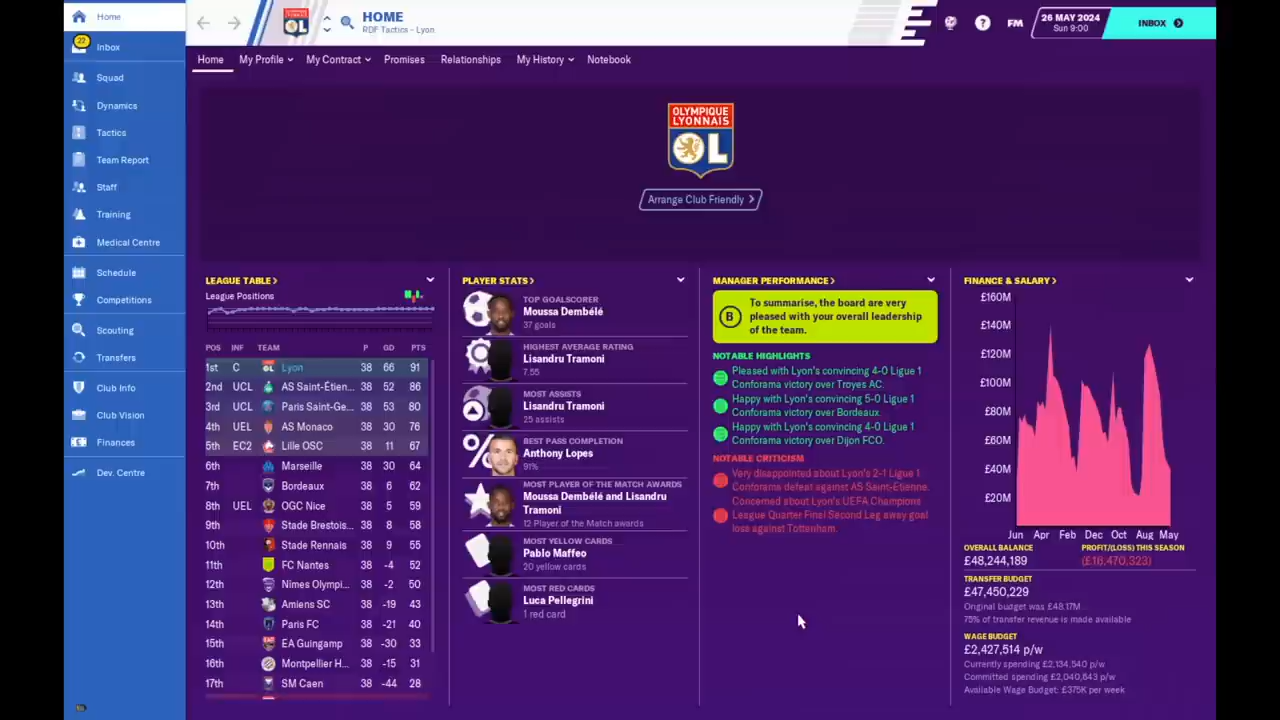 Home
22
Inbox
Squad
Dynamics
Tactics
Team Report
Staff
Training
Medical Centre
Schedule
Competitions
Scouting
Transfers
Club Info
Club Vision
Finances
Dev. Centre
HOME
RDF Tactics - Lyon
FM
26 MAY 2024
Sun 9:00
INBOX
Home My Profile My Contract Promises Relationships My History Notebook
OLYMPIQUE
LYONNAIS
OL
Arrange Club Friendly
LEAGUE TABLE
League Positions
POS INF TEAM P GD PTS
1st C Lyon 38 66 91
2nd UCL AS Saint-Étien... 38 52 86
3rd UCL Paris Saint-Ge... 38 53 80
4th UEL AS Monaco 38 30 76
5th EC2 Lille OSC 38 11 67
6th Marseille 38 30 64
7th Bordeaux 38 6 62
8th UEL OGC Nice 38 5 59
9th Stade Brestois... 38 8 58
10th Stade Rennais 38 9 55
11th FC Nantes 38 -4 52
12th Nîmes Olympi... 38 -2 50
13th Amiens SC 38 -19 43
14th Paris FC 38 -21 40
15th EA Guingamp 38 -30 33
16th Montpellier H... 38 -15 31
17th SM Caen 38 -44 28
PLAYER STATS
TOP GOALSCORER
Moussa Dembélé
37 goals
HIGHEST AVERAGE RATING
Lisandru Tramoni
7.55
MOST ASSISTS
Lisandru Tramoni
25 assists
BEST PASS COMPLETION
Anthony Lopes
91%
MOST PLAYER OF THE MATCH AWARDS
Moussa Dembélé and Lisandru
Tramoni
12 Player of the Match awards
MOST YELLOW CARDS
Pablo Maffeo
20 yellow cards
MOST RED CARDS
Luca Pellegrini
1 red card
MANAGER PERFORMANCE
B
To summarise, the board are very
pleased with your overall leadership
of the team.
NOTABLE HIGHLIGHTS
Pleased with Lyon's convincing 4-0 Ligue 1
Conforama victory over Troyes AC.
Happy with Lyon's convincing 5-0 Ligue 1
Conforama victory over Bordeaux.
Happy with Lyon's convincing 4-0 Ligue 1
Conforama victory over Dijon FCO.
NOTABLE CRITICISM
Very disappointed about Lyon's 2-1 Ligue 1
Conforama defeat against AS Saint-Étienne.
Concerned about Lyon's UEFA Champions
League Quarter Final Second Leg away goal
loss against Tottenham.
FINANCE & SALARY
£160M
£140M
£120M
£100M
£80M
£60M
£40M
£20M
Jun Apr Feb Dec Oct Aug May
OVERALL BALANCE
£48,244,189
PROFIT/(LOSS) THIS SEASON
(£16,470,323)
TRANSFER BUDGET
£47,450,229
Original budget was £48.17M
75% of transfer revenue is made available
WAGE BUDGET
£2,427,514 p/w
Currently spending £2,134,540 p/w
Committed spending £2,040,643 p/w
Available Wage Budget: £375K per week